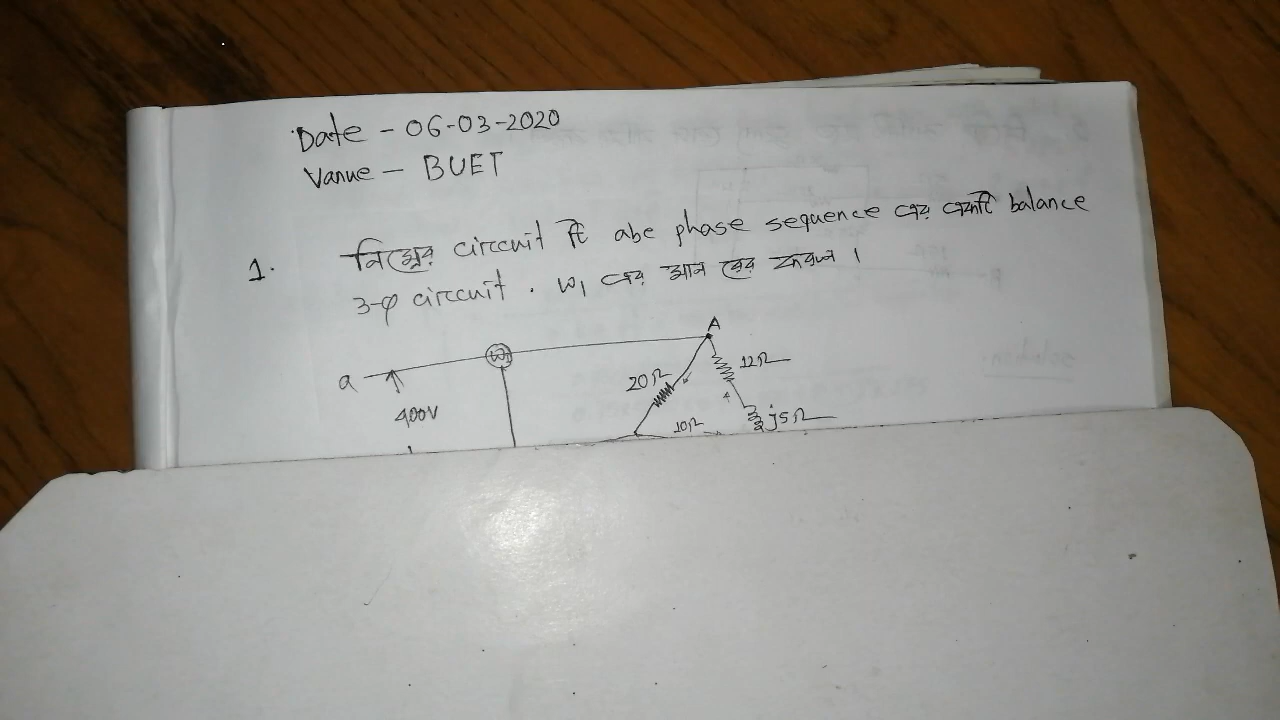 Date - 06-03-2020
Vanue - BUET
1. নিম্নের circuit টি abc phase sequence এর একটি balance
3-φ circuit. W₁ এর মান বের করুন।
A
a
W₁
20Ω
12Ω
400V
10Ω
j5Ω